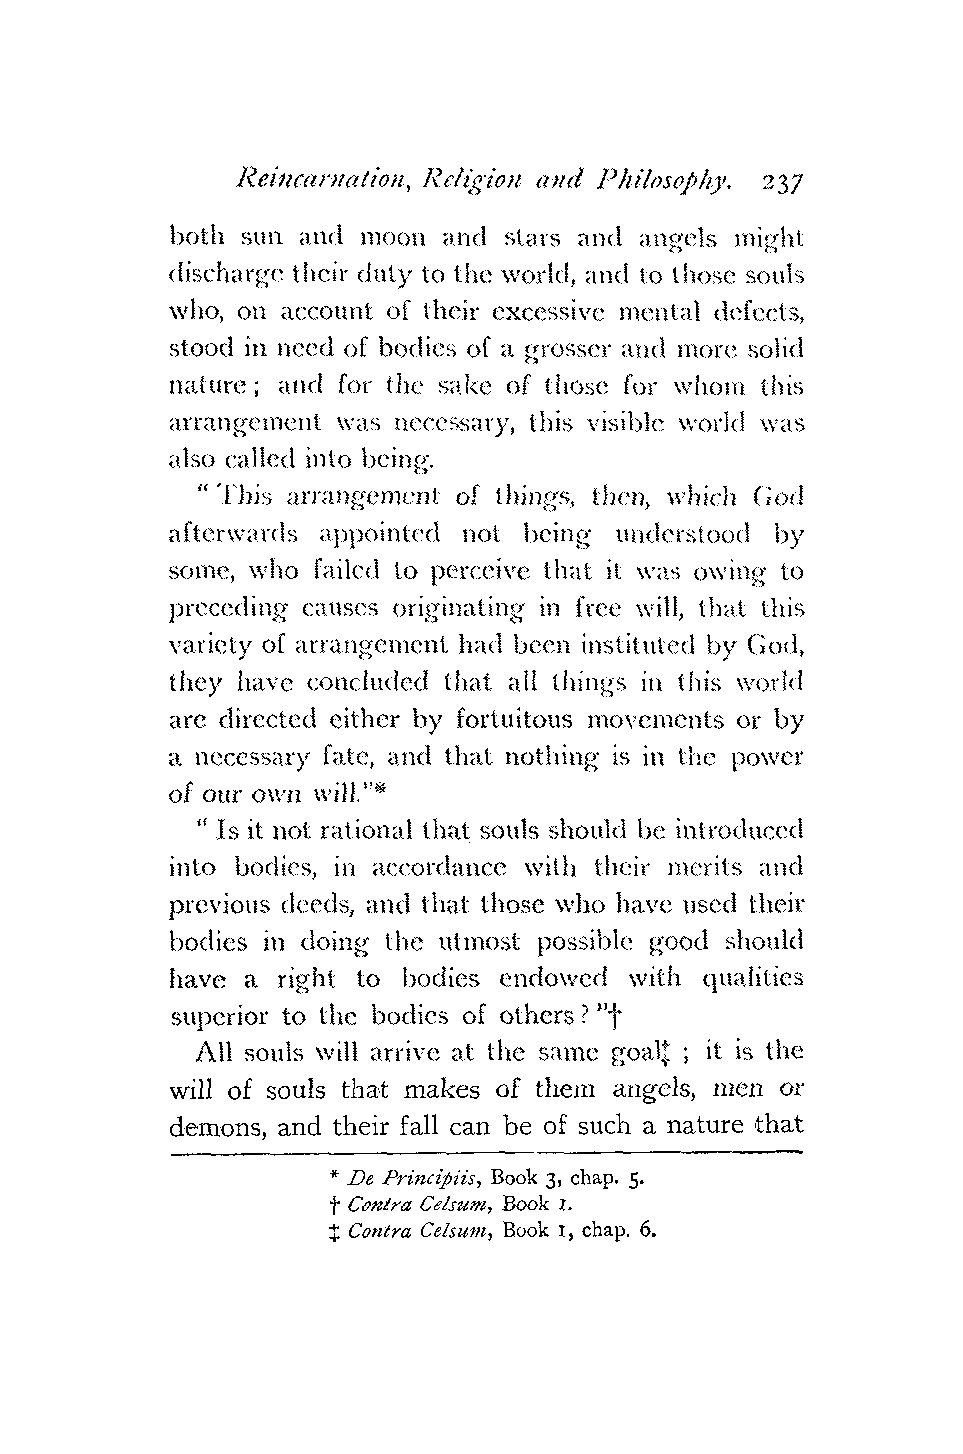 Reincarnation, Religion and Philosophy. 237
both sun and moon and stars and angels might
discharge their duty to the world, and to those souls
who, on account of their excessive mental defects,
stood in need of bodies of a grosser and more solid
nature ; and for the sake of those for whom this
arrangement was necessary, this visible world was
also called into being.
“ This arrangement of things, then, which God
afterwards appointed not being understood by
some, who failed to perceive that it was owing to
preceding causes originating in free will, that this
variety of arrangement had been instituted by God,
they have concluded that all things in this world
are directed either by fortuitous movements or by
a necessary fate, and that nothing is in the power
of our own will.”*
“ Is it not rational that souls should be introduced
into bodies, in accordance with their merits and
previous deeds, and that those who have used their
bodies in doing the utmost possible good should
have a right to bodies endowed with qualities
superior to the bodies of others ? ”†
All souls will arrive at the same goal‡ ; it is the
will of souls that makes of them angels, men or
demons, and their fall can be of such a nature that
* De Principiis, Book 3, chap. 5.
† Contra Celsum, Book 1.
‡ Contra Celsum, Book 1, chap. 6.